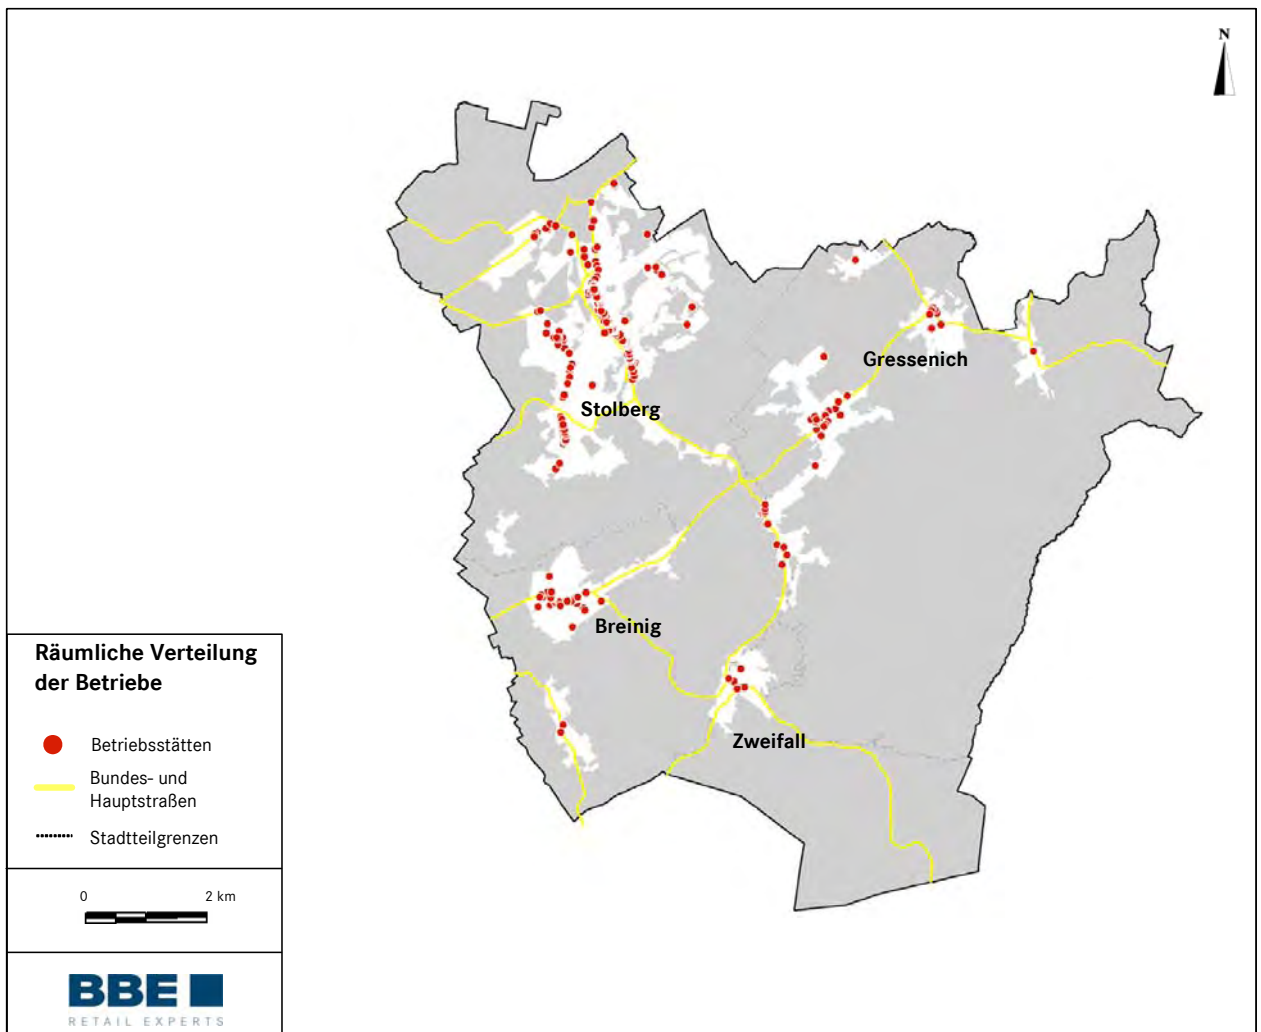 N
Gressenich
Stolberg
Breinig
Zweifall
Räumliche Verteilung
der Betriebe
Betriebsstätten
Bundes- und
Hauptstraßen
Stadtteilgrenzen
0 2 km
BBE
RETAIL EXPERTS